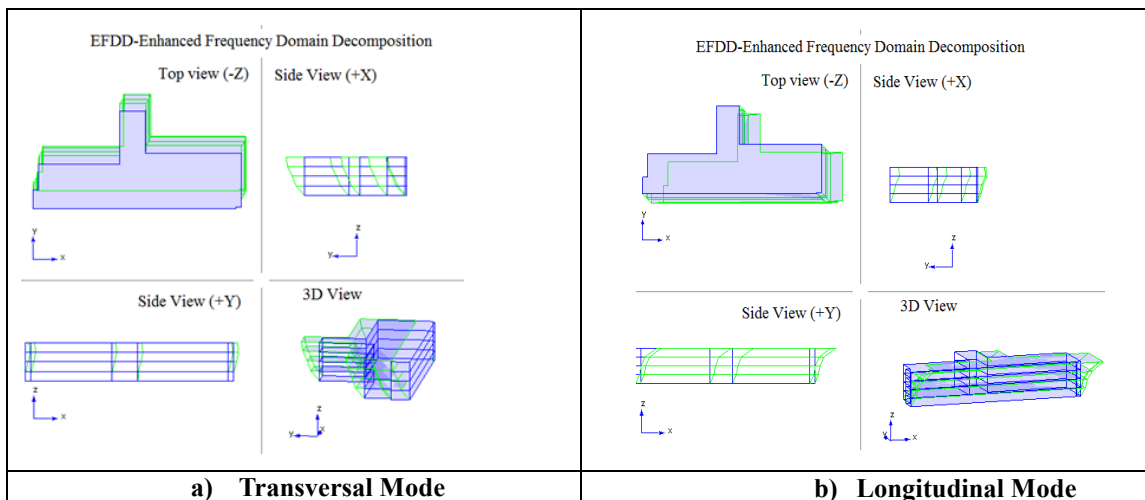 EFDD-Enhanced Frequency Domain Decomposition
Top view (-Z)
Side View (+X)
y
x
z
y
Side View (+Y)
3D View
z
x
z
y
x
a) Transversal Mode
EFDD-Enhanced Frequency Domain Decomposition
Top view (-Z)
Side View (+X)
y
x
z
y
Side View (+Y)
3D View
z
x
z
y
x
b) Longitudinal Mode